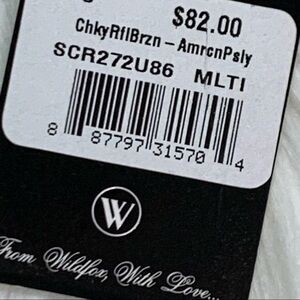 $82.00
ChkyRflBrzn – AmrcnPsly
SCR272U86 MLTI
8 87797 31570 4
W
From Wildfox, With Love...